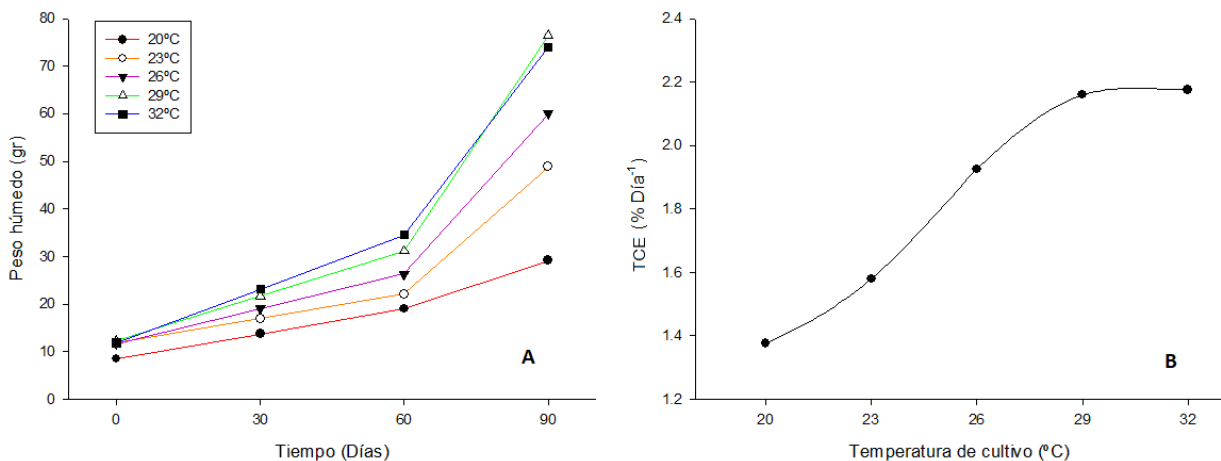 80
70
60
50
40
30
20
10
0
Peso húmedo (gr)
20ºC
23ºC
26ºC
29ºC
32ºC
A
0 30 60 90
Tiempo (Días)
2.4
2.2
2.0
1.8
1.6
1.4
1.2
TCE (% Día-1)
B
20 23 26 29 32
Temperatura de cultivo (ºC)